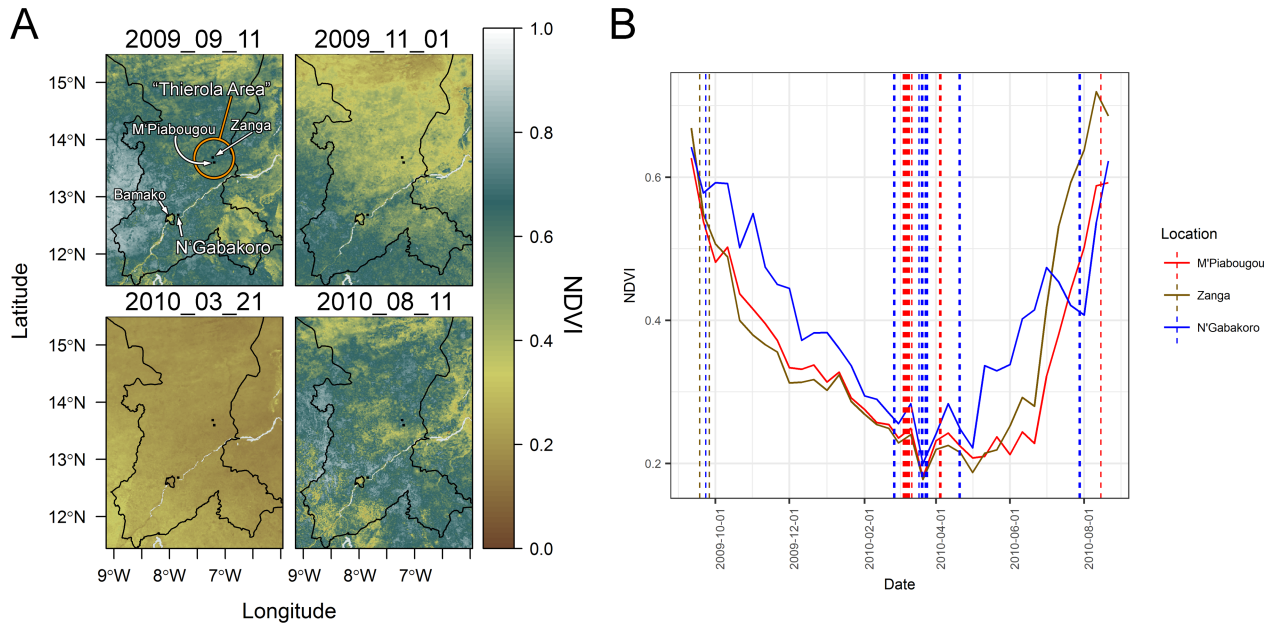 A
2009_09_11
2009_11_01
"Thierola Area"
M'Piabougou
Zanga
Bamako
N'Gabakoro
15°N
14°N
13°N
12°N
2010_03_21
2010_08_11
15°N
14°N
13°N
12°N
9°W
8°W
7°W
9°W
8°W
7°W
Latitude
Longitude
1.0
0.8
0.6
0.4
0.2
0.0
NDVI
B
NDVI
0.6
0.4
0.2
2009-10-01
2009-12-01
2010-02-01
2010-04-01
2010-06-01
2010-08-01
Date
Location
M'Piabougou
Zanga
N'Gabakoro